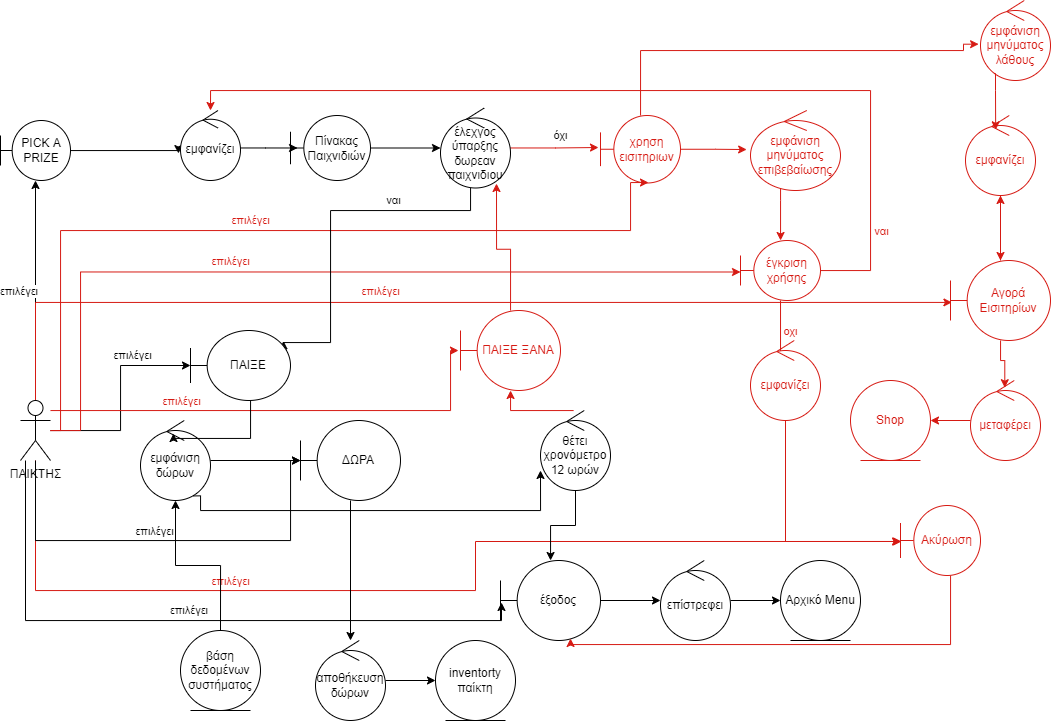 εμφάνιση
μηνύματος
λάθους
PICK A
PRIZE
εμφανίζει
Πίνακας
Παιχνιδιών
έλεγχος
ύπαρξης
δωρεαν
παιχνιδιου
όχι
χρηση
εισιτηριων
εμφάνιση
μηνύματος
επιβεβαίωσης
εμφανίζει
ναι
επιλέγει
ναι
επιλέγει
έγκριση
χρήσης
επιλέγει
επιλέγει
Αγορά
Εισιτηρίων
οχι
επιλέγει
ΠΑΙΞΕ
ΠΑΙΞΕ ΞΑΝΑ
εμφανίζει
επιλέγει
Shop
μεταφέρει
ΠΑΙΚΤΗΣ
εμφάνιση
δώρων
ΔΩΡΑ
θέτει
χρονόμετρο
12 ωρών
επιλέγει
Ακύρωση
επιλέγει
επιλέγει
έξοδος
επίστρεφει
Αρχικό Menu
βάση
δεδομένων
συστήματος
αποθήκευση
δώρων
inventorty
παίκτη